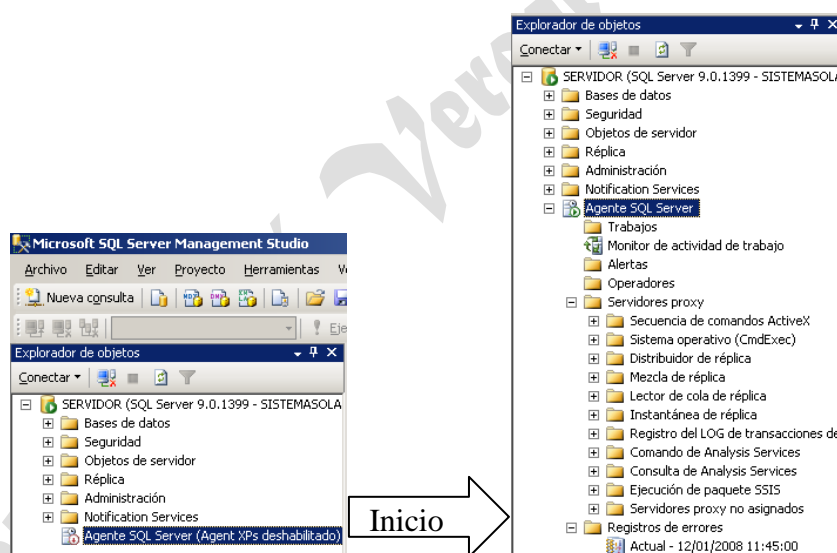 Microsoft SQL Server Management Studio
Archivo Editar Ver Proyecto Herramientas
Nueva consulta
Explorador de objetos
Conectar
SERVIDOR (SQL Server 9.0.1399 - SISTEMASOLA
Bases de datos
Seguridad
Objetos de servidor
Réplica
Administración
Notification Services
Agente SQL Server (Agent XPs deshabilitado)
Inicio
Explorador de objetos
Conectar
SERVIDOR (SQL Server 9.0.1399 - SISTEMASOLA
Bases de datos
Seguridad
Objetos de servidor
Réplica
Administración
Notification Services
Agente SQL Server
Trabajos
Monitor de actividad de trabajo
Alertas
Operadores
Servidores proxy
Secuencia de comandos ActiveX
Sistema operativo (CmdExec)
Distribuidor de réplica
Mezcla de réplica
Lector de cola de réplica
Instantánea de réplica
Registro del LOG de transacciones de
Comando de Analysis Services
Consulta de Analysis Services
Ejecución de paquete SSIS
Servidores proxy no asignados
Registros de errores
Actual - 12/01/2008 11:45:00